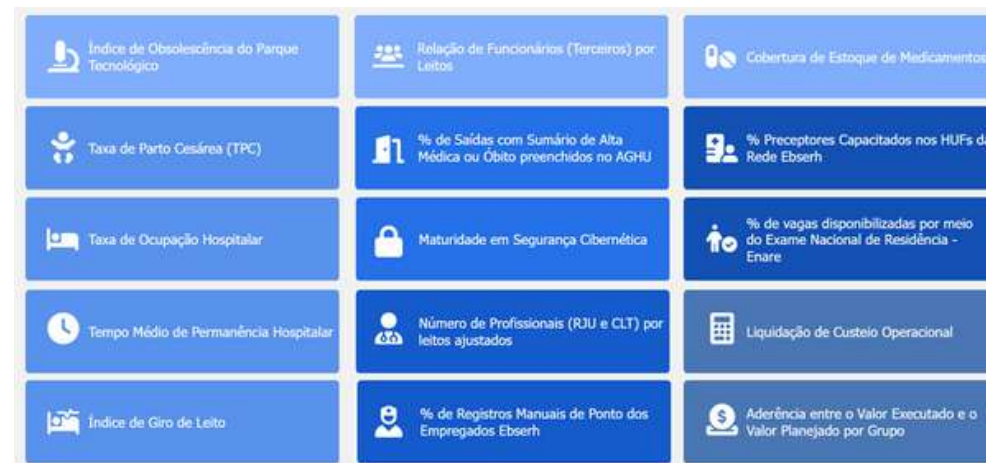 Índice de Obsolescência do Parque
Tecnológico
Relação de Funcionários (Terceiros) por
Leitos
Cobertura de Estoque de Medicamentos
Taxa de Parto Cesárea (TPC)
% de Saídas com Sumário de Alta
Médica ou Óbito preenchidos no AGHU
% Preceptores Capacitados nos HUFs da
Rede Ebserh
Taxa de Ocupação Hospitalar
Maturidade em Segurança Cibernética
% de vagas disponibilizadas por meio
do Exame Nacional de Residência -
Enare
Tempo Médio de Permanência Hospitalar
Número de Profissionais (RJU e CLT) por
leitos ajustados
Liquidação de Custeio Operacional
Índice de Giro de Leito
% de Registros Manuais de Ponto dos
Empregados Ebserh
Aderência entre o Valor Executado e o
Valor Planejado por Grupo